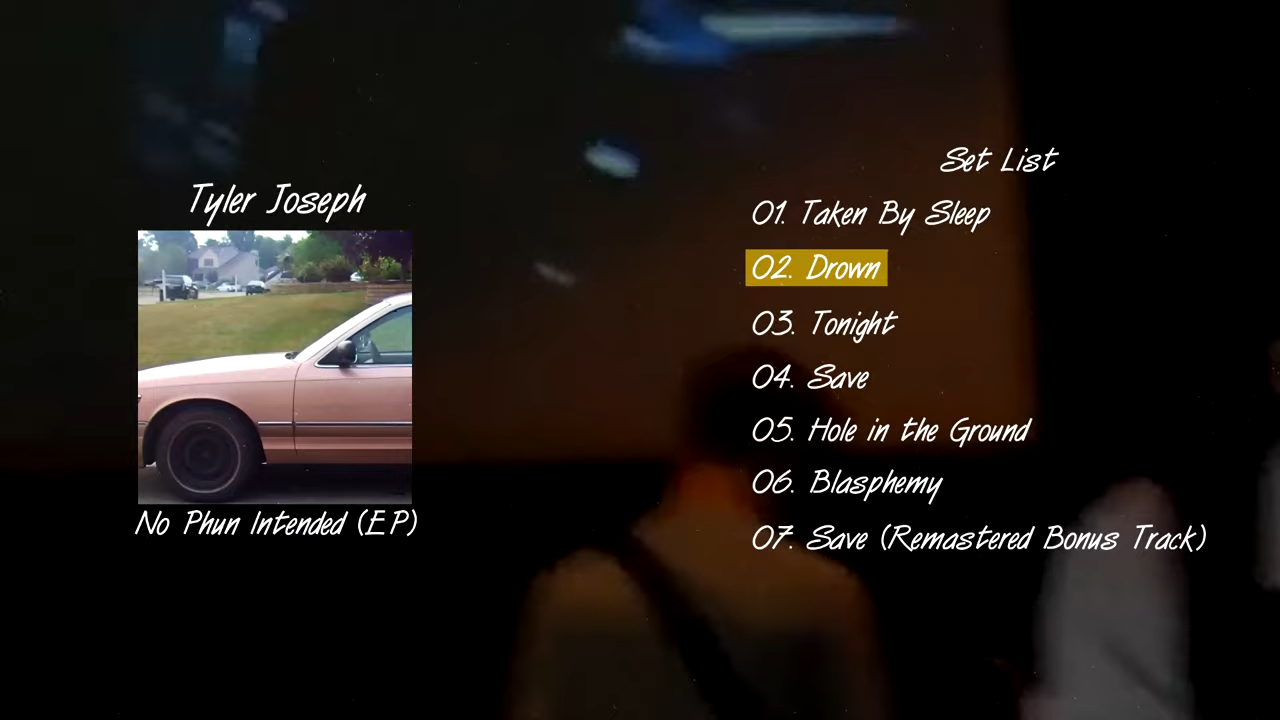 Tyler Joseph
No Phun Intended (EP)
Set List
01. Taken By Sleep
02. Drown
03. Tonight
04. Save
05. Hole in the Ground
06. Blasphemy
07. Save (Remastered Bonus Track)